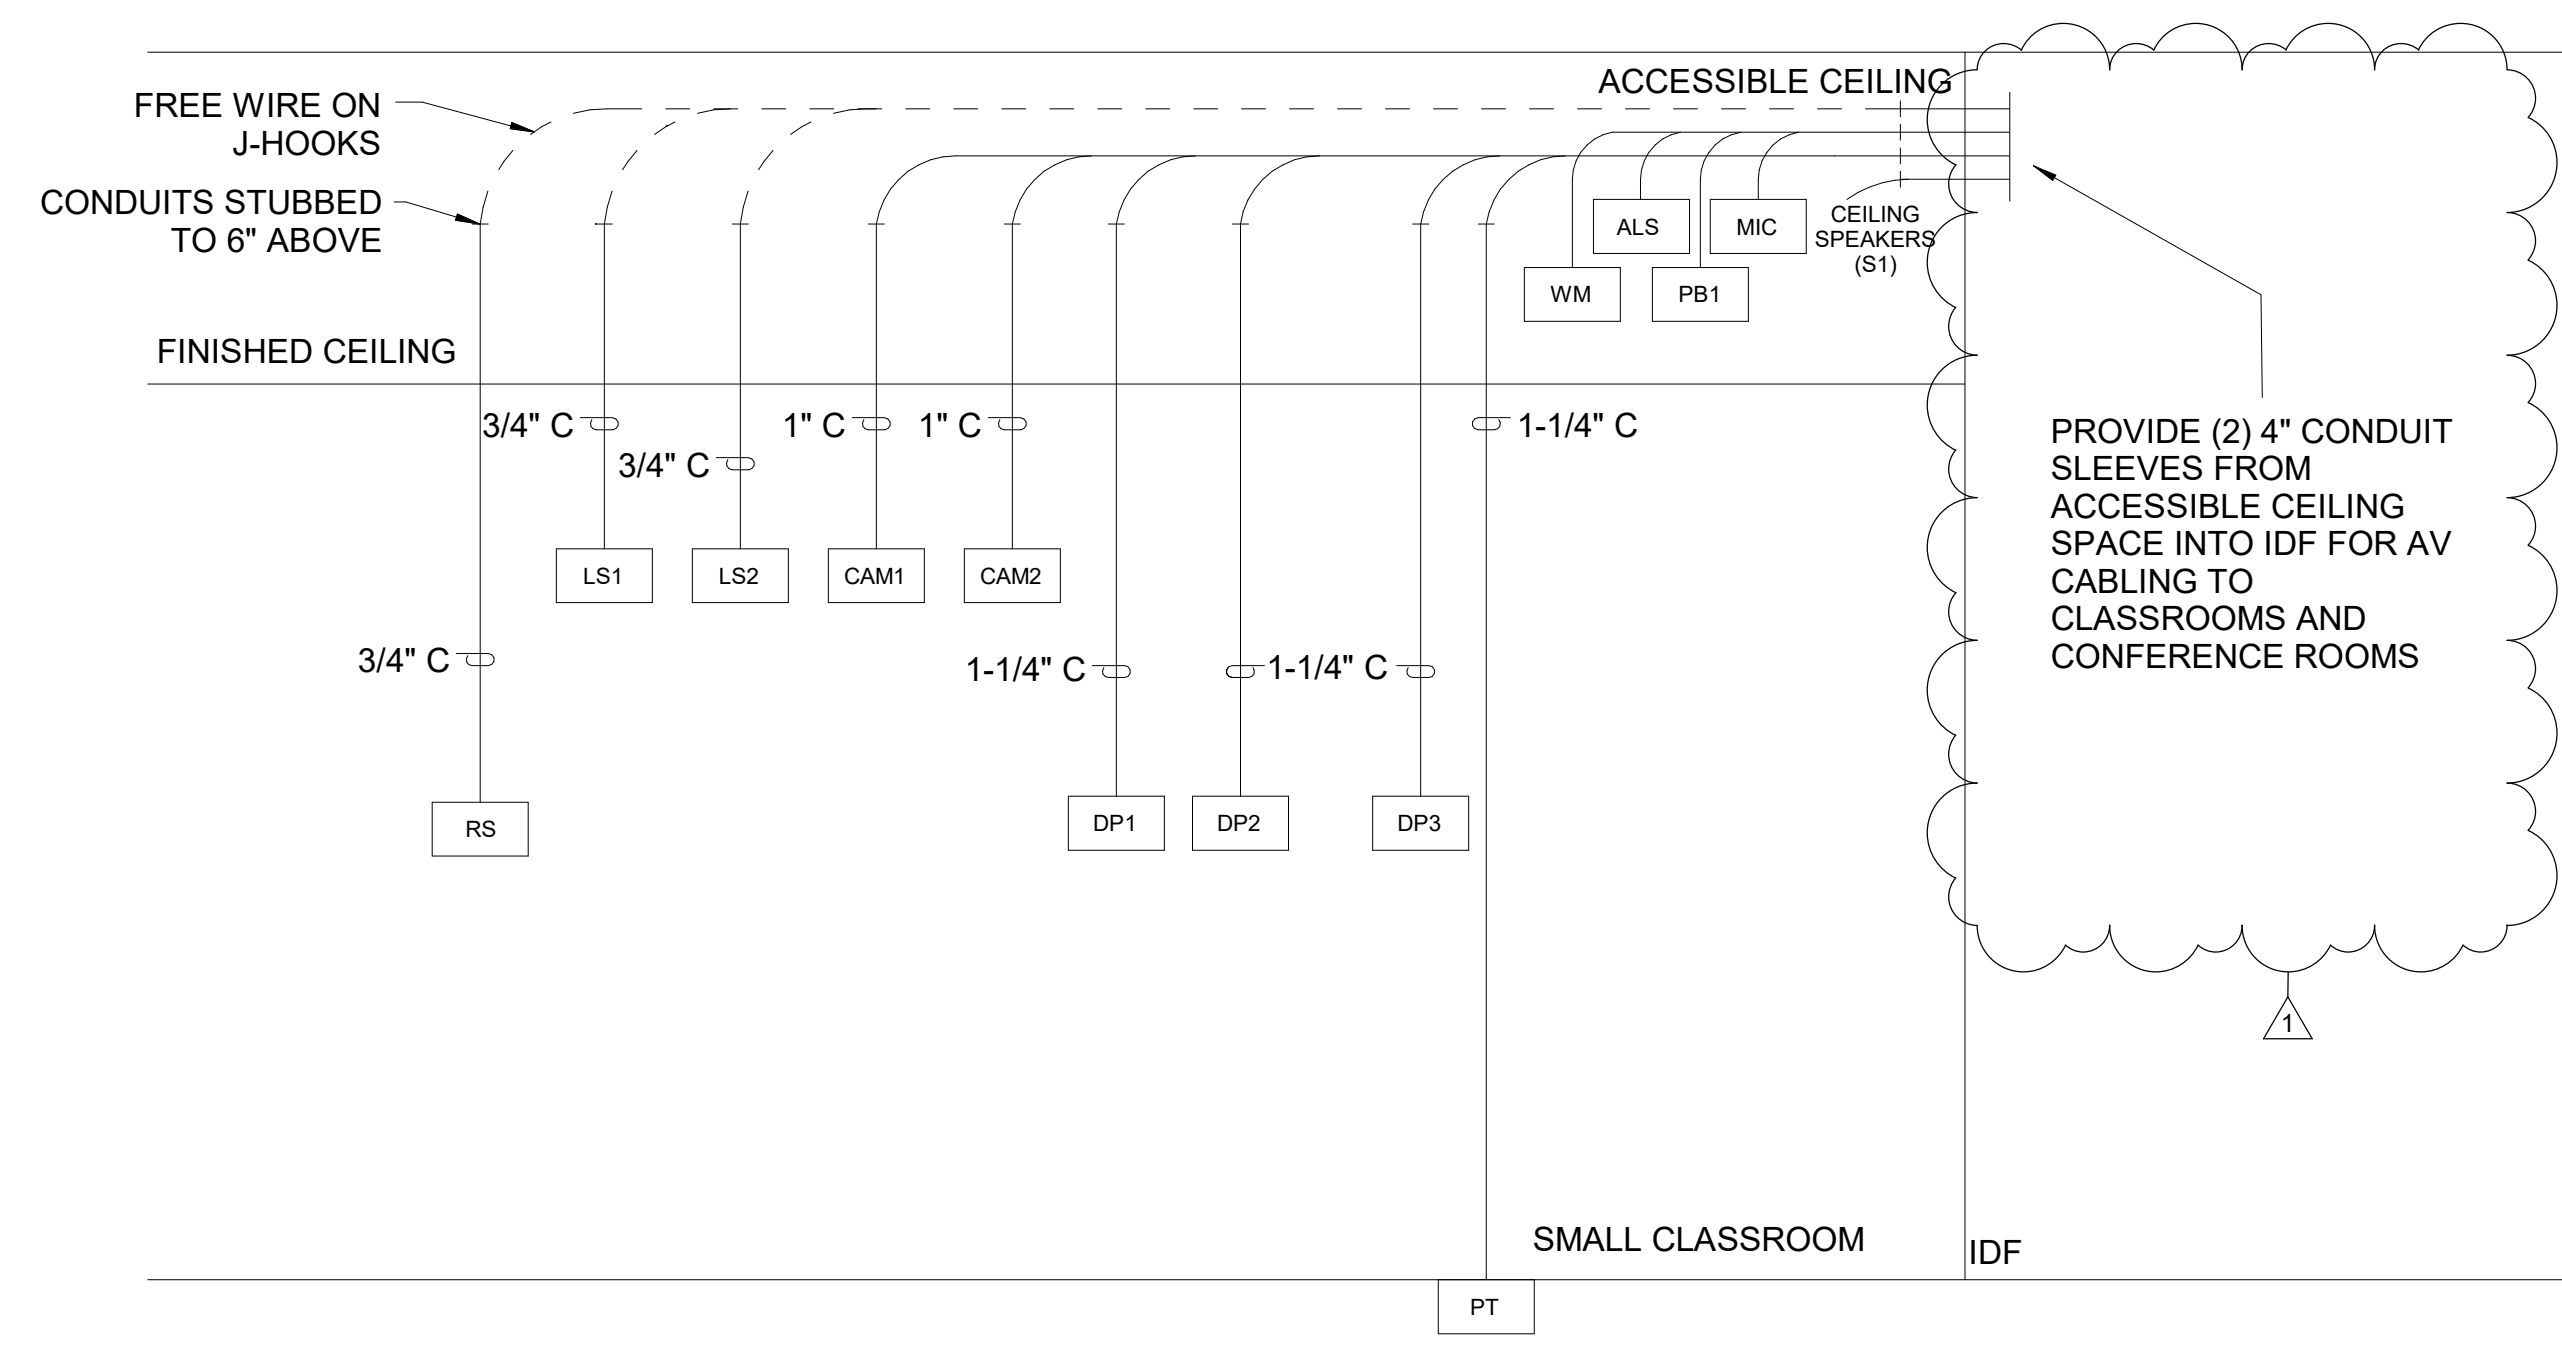 ACCESSIBLE CEILING
FREE WIRE ON
J-HOOKS
CONDUITS STUBBED
TO 6" ABOVE
CEILING
SPEAKERS
(S1)
ALS
MIC
WM
PB1
FINISHED CEILING
3/4" C
3/4" C
1" C
1" C
1-1/4" C
LS1
LS2
CAM1
CAM2
3/4" C
1-1/4" C
1-1/4" C
RS
DP1
DP2
DP3
PROVIDE (2) 4" CONDUIT
SLEEVES FROM
ACCESSIBLE CEILING
SPACE INTO IDF FOR AV
CABLING TO
CLASSROOMS AND
CONFERENCE ROOMS
1
SMALL CLASSROOM
IDF
PT